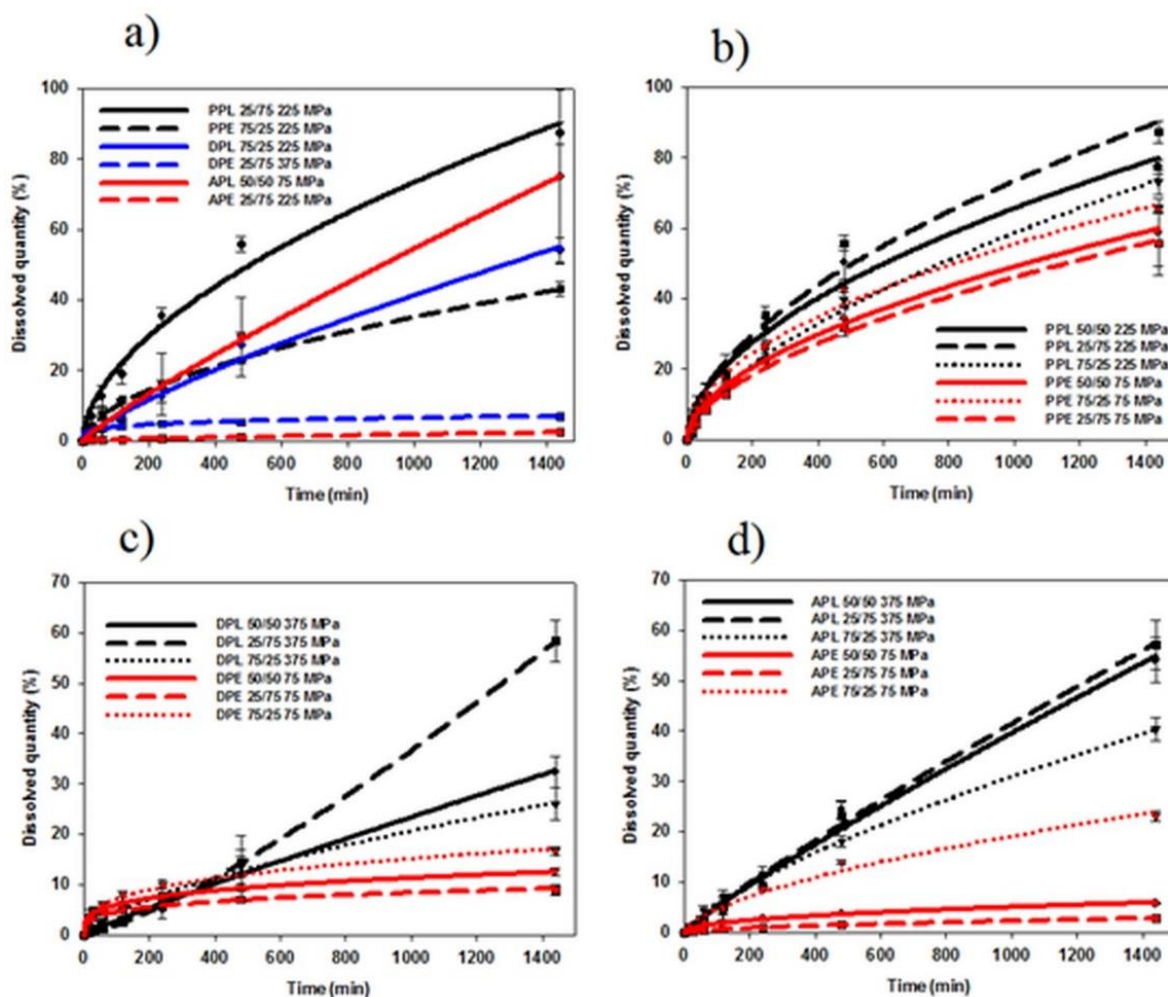 a)
100
80
60
40
20
0
Dissolved quantity (%)
PPL 25/75 225 MPa
PPE 75/25 225 MPa
DPL 75/25 225 MPa
DPE 25/75 375 MPa
APL 50/50 75 MPa
APE 25/75 225 MPa
0 200 400 600 800 1000 1200 1400
Time (min)
b)
100
80
60
40
20
0
Dissolved quantity (%)
PPL 50/50 225 MPa
PPL 25/75 225 MPa
PPL 75/25 225 MPa
PPE 50/50 75 MPa
PPE 75/25 75 MPa
PPE 25/75 75 MPa
0 200 400 600 800 1000 1200 1400
Time (min)
c)
70
60
50
40
30
20
10
0
Dissolved quantity (%)
DPL 50/50 375 MPa
DPL 25/75 375 MPa
DPL 75/25 375 MPa
DPE 50/50 75 MPa
DPE 25/75 75 MPa
DPE 75/25 75 MPa
0 200 400 600 800 1000 1200 1400
Time (min)
d)
70
60
50
40
30
20
10
0
Dissolved quantity (%)
APL 50/50 375 MPa
APL 25/75 375 MPa
APL 75/25 375 MPa
APE 50/50 75 MPa
APE 25/75 75 MPa
APE 75/25 75 MPa
0 200 400 600 800 1000 1200 1400
Time (min)